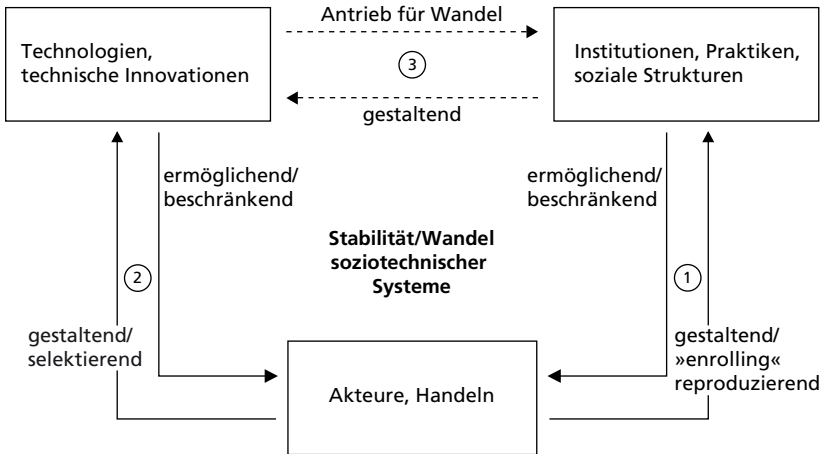 Antrieb für Wandel
Technologien,
technische Innovationen
3
Institutionen, Praktiken,
soziale Strukturen
gestaltend
ermöglichend/
beschränkend
ermöglichend/
beschränkend
Stabilität/Wandel
soziotechnischer
Systeme
2
1
gestaltend/
selektierend
gestaltend/
»enrolling«
reproduzierend
Akteure, Handeln